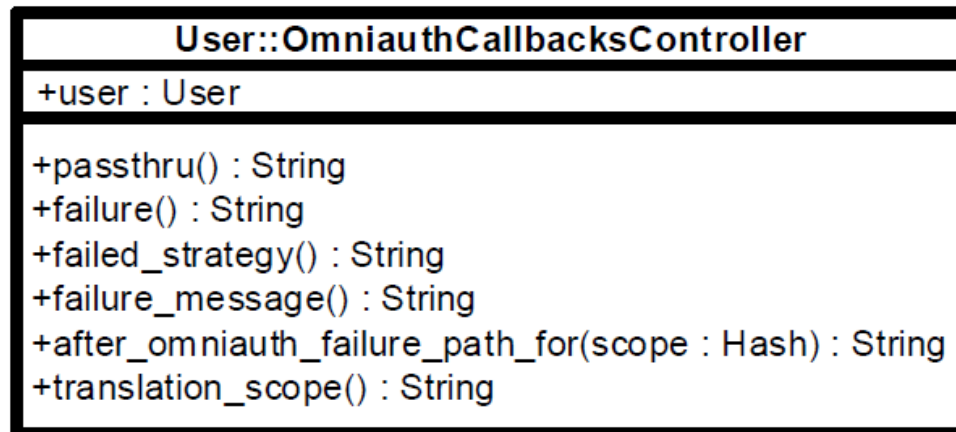 User::OmniauthCallbacksController
+user : User
+passthru() : String
+failure() : String
+failed_strategy() : String
+failure_message() : String
+after_omniauth_failure_path_for(scope : Hash) : String
+translation_scope() : String